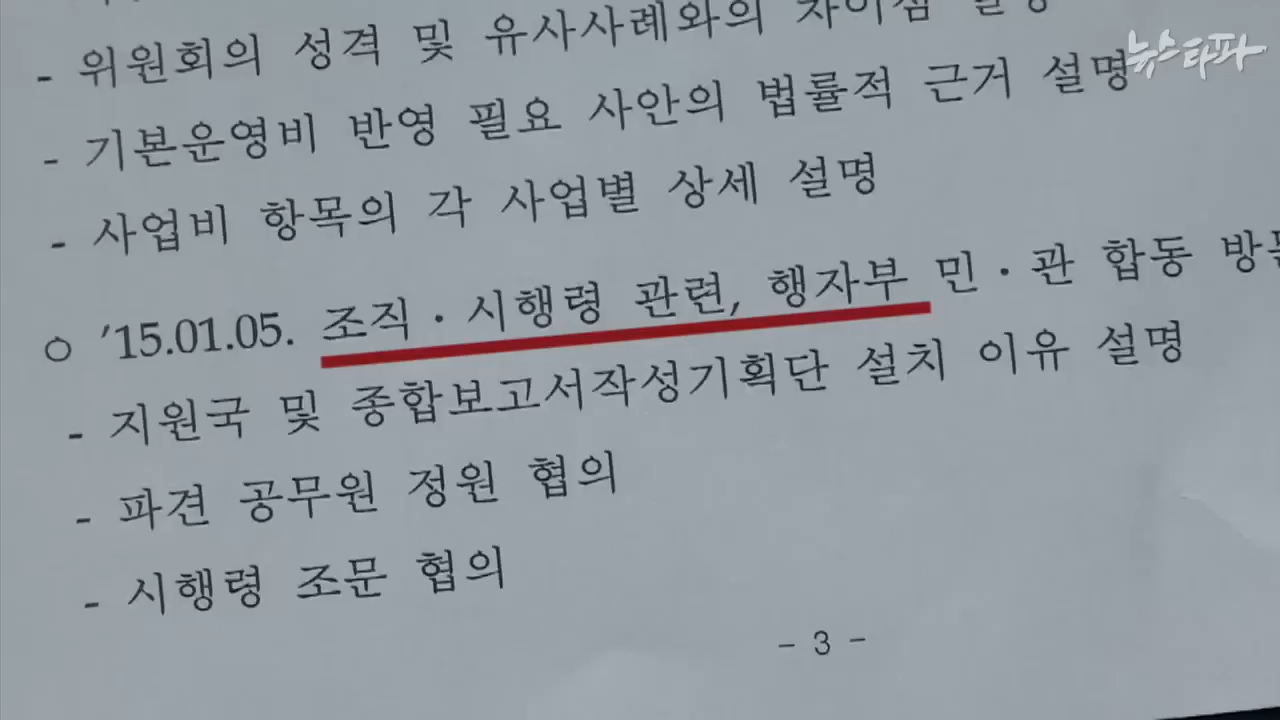 - 위원회의 성격 및 유사사례와의 차이점
뉴스타파
- 기본운영비 반영 필요 사안의 법률적 근거 설명
- 사업비 항목의 각 사업별 상세 설명
○ '15.01.05. 조직·시행령 관련, 행자부 민·관 합동
- 지원국 및 종합보고서작성기획단 설치 이유 설명
- 파견 공무원 정원 협의
- 시행령 조문 협의
- 3 -